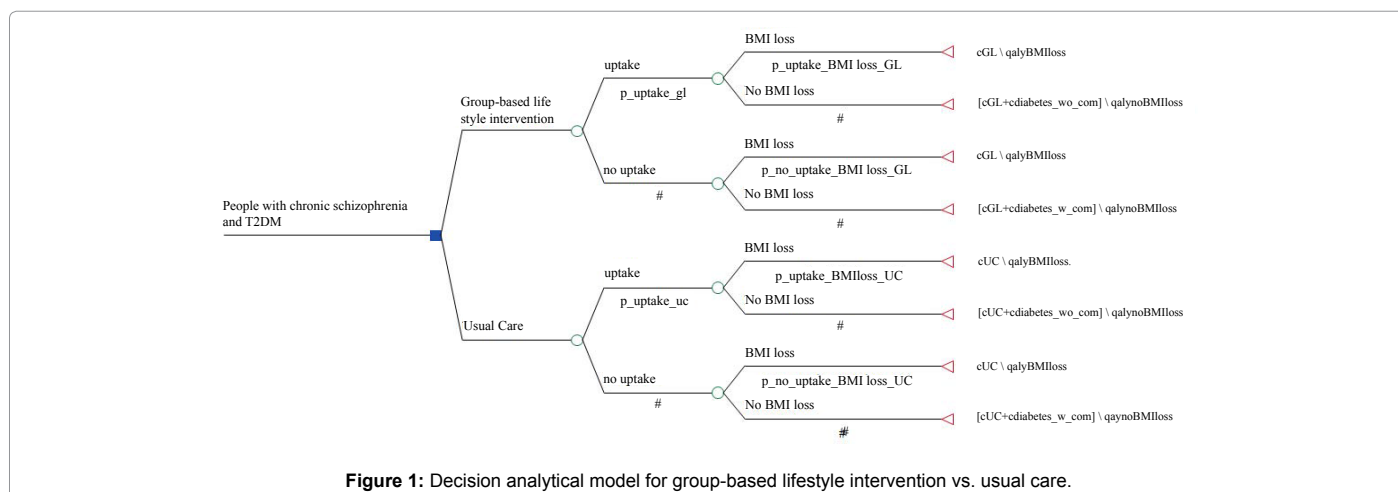 BMI loss
cGL \ qalyBMIloss
uptake
p_uptake_BMI loss_GL
p_uptake_gl
No BMI loss
Group-based life
style intervention
[cGL+cdiabetes_wo_com] \ qalynoBMIloss
#
BMI loss
cGL \ qalyBMIloss
no uptake
p_no_uptake_BMI loss_GL
#
No BMI loss
People with chronic schizophrenia
and T2DM
[cGL+cdiabetes_w_com] \ qalynoBMIloss
#
BMI loss
cUC \ qalyBMIloss.
uptake
p_uptake_BMIloss_UC
p_uptake_uc
No BMI loss
Usual Care
[cUC+cdiabetes_wo_com] \ qalynoBMIloss
#
BMI loss
cUC \ qalyBMIloss
no uptake
p_no_uptake_BMI loss_UC
#
No BMI loss
[cUC+cdiabetes_w_com] \ qaynoBMIloss
#
Figure 1: Decision analytical model for group-based lifestyle intervention vs. usual care.